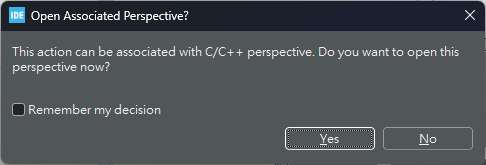 IDE Open Associated Perspective?
This action can be associated with C/C++ perspective. Do you want to open this
perspective now?
Remember my decision
Yes No